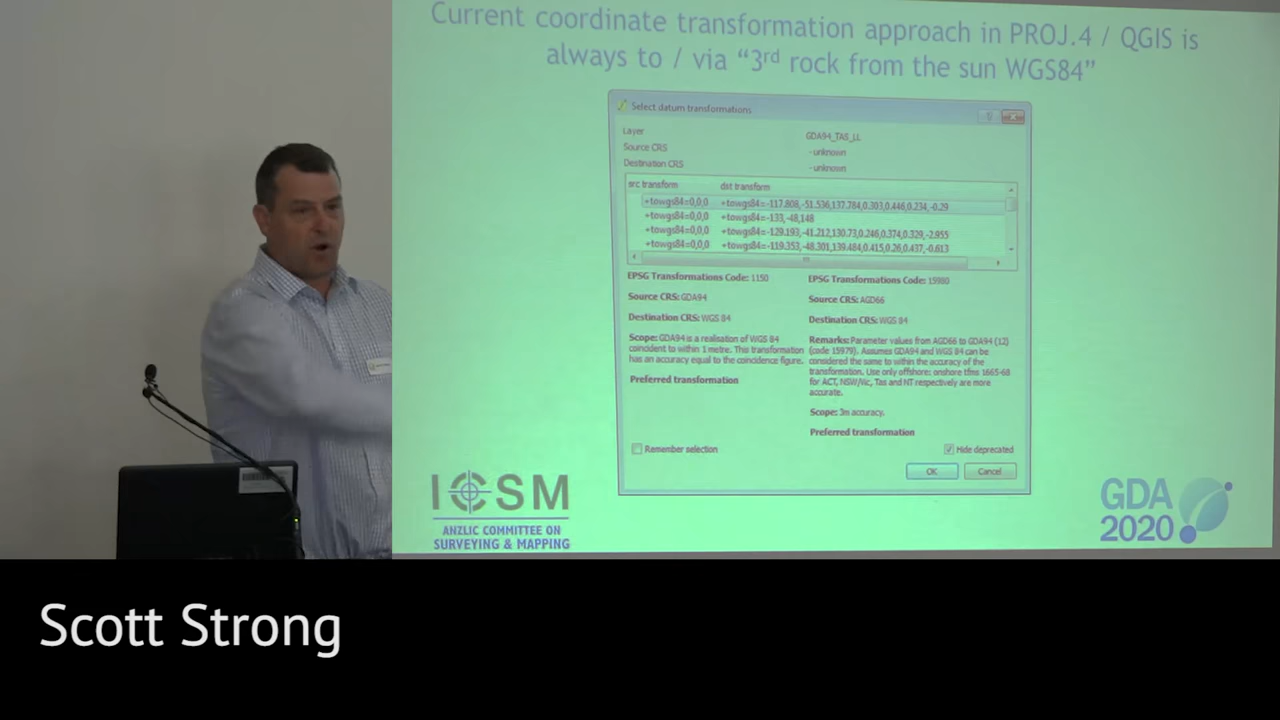 Current coordinate transformation approach in PROJ.4 / QGIS is
always to / via “3rd rock from the sun WGS84”
Select datum transformations
Layer GDA94_TAS_LL
Source CRS - unknown
Destination CRS - unknown
src transform dst transform
+towgs84=0,0,0 +towgs84=-117.808,-51.536,137.784,0.303,0.446,0.234,-0.29
+towgs84=0,0,0 +towgs84=-133,-48,148
+towgs84=0,0,0 +towgs84=-129.193,-41.212,130.73,0.246,0.374,0.329,-2.955
+towgs84=0,0,0 +towgs84=-119.353,-48.301,139.484,0.415,0.26,0.437,-0.613
EPSG Transformations Code: 1150
Source CRS: GDA94
Destination CRS: WGS 84
Scope: GDA94 is a realisation of WGS 84
coincident to within 1 metre. This transformation
has an accuracy equal to the coincidence figure.
Preferred transformation
EPSG Transformations Code: 15980
Source CRS: AGD66
Destination CRS: WGS 84
Remarks: Parameter values from AGD66 to GDA94 (12)
(code 15979). Assumes GDA94 and WGS 84 can be
considered the same to within the accuracy of the
transformation. Use only offshore: onshore tfms 1665-68
for ACT, NSW/Vic, Tas and NT respectively are more
accurate.
Scope: 3m accuracy.
Preferred transformation
Remember selection
Hide deprecated
OK
Cancel
ICSM
ANZLIC COMMITTEE ON
SURVEYING & MAPPING
GDA
2020
Scott Strong